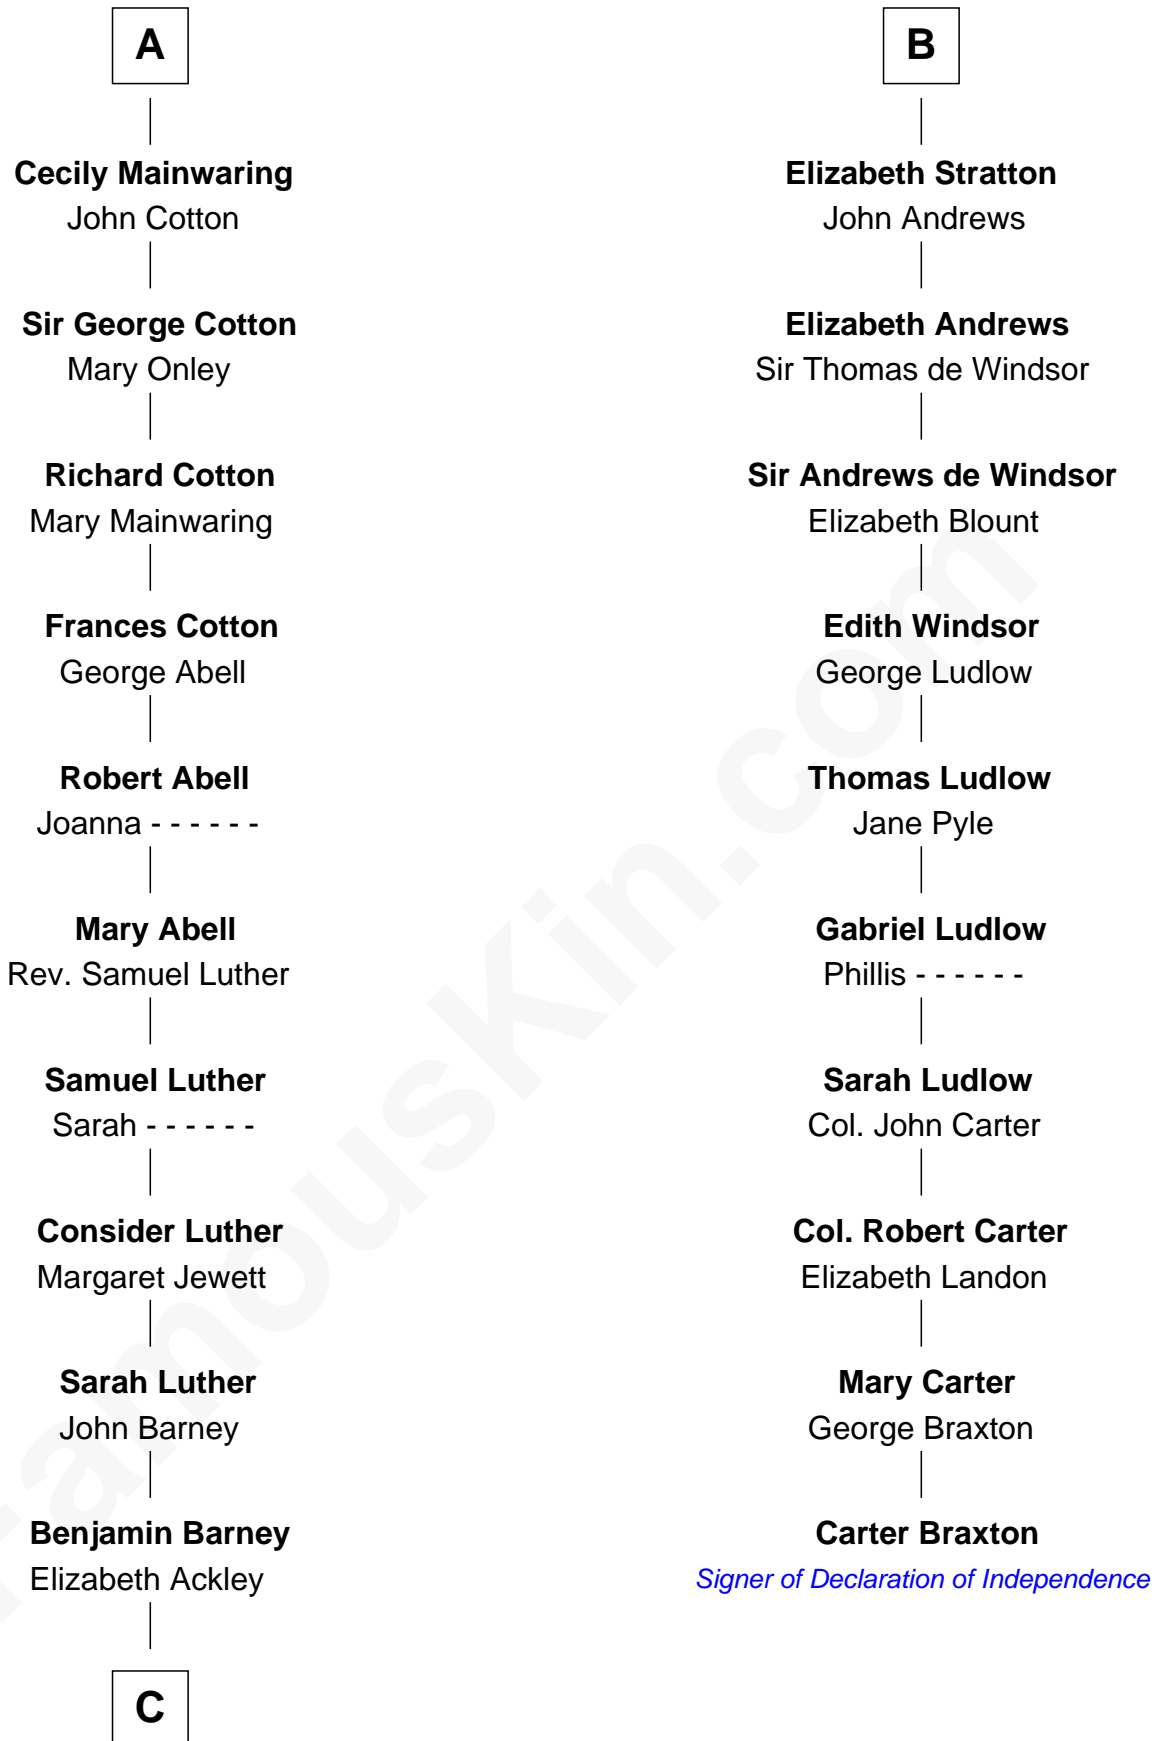 A
Cecily Mainwaring
John Cotton
Sir George Cotton
Mary Onley
Richard Cotton
Mary Mainwaring
Frances Cotton
George Abell
Robert Abell
Joanna - - - - - -
Mary Abell
Rev. Samuel Luther
Samuel Luther
Sarah - - - - - -
Consider Luther
Margaret Jewett
Sarah Luther
John Barney
Benjamin Barney
Elizabeth Ackley
C
B
Elizabeth Stratton
John Andrews
Elizabeth Andrews
Sir Thomas de Windsor
Sir Andrews de Windsor
Elizabeth Blount
Edith Windsor
George Ludlow
Thomas Ludlow
Jane Pyle
Gabriel Ludlow
Phillis - - - - - -
Sarah Ludlow
Col. John Carter
Col. Robert Carter
Elizabeth Landon
Mary Carter
George Braxton
Carter Braxton
Signer of Declaration of Independence
FamousKin.com